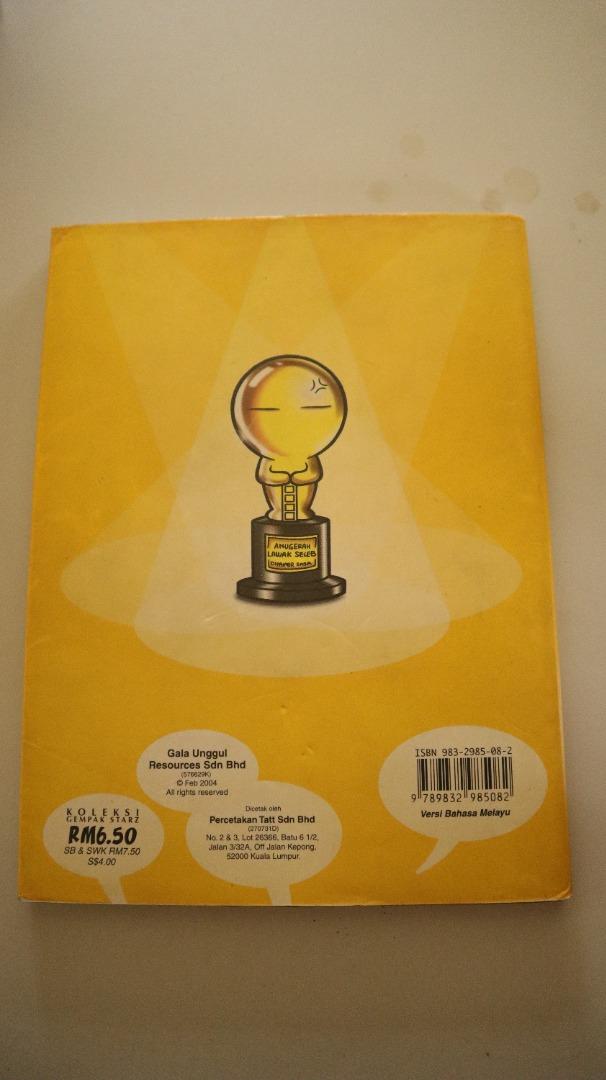 ANUGERAH
LAWAK SELEB
Gala Unggul
Resources Sdn Bhd
(576629K)
© Feb 2004
All rights reserved
KOLEKSI
GEMPAK STARZ
RM6.50
SB & SWK RM7.50
S$4.00
Dicetak oleh
Percetakan Tatt Sdn Bhd
(270731D)
No. 2 & 3, Lot 26366, Batu 6 1/2,
Jalan 3/32A, Off Jalan Kepong,
52000 Kuala Lumpur.
ISBN 983-2985-08-2
9 789832 985082
Versi Bahasa Melayu